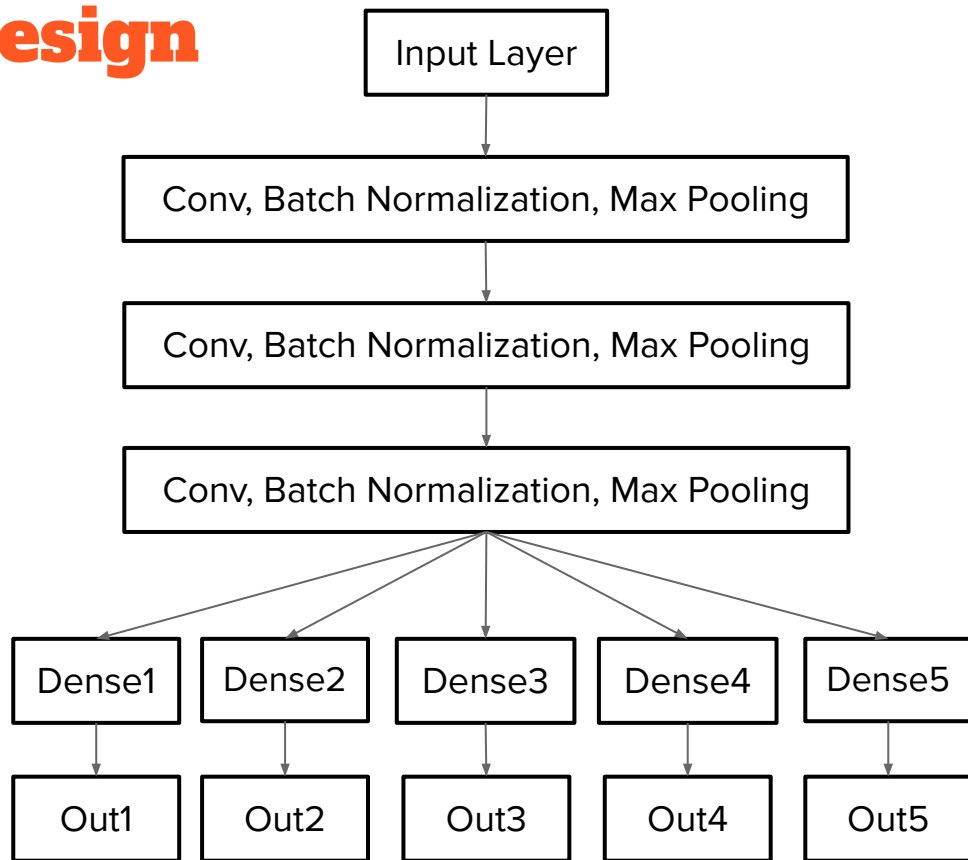 esign
Input Layer
Conv, Batch Normalization, Max Pooling
Conv, Batch Normalization, Max Pooling
Conv, Batch Normalization, Max Pooling
Dense1 Dense2 Dense3 Dense4 Dense5
Out1 Out2 Out3 Out4 Out5